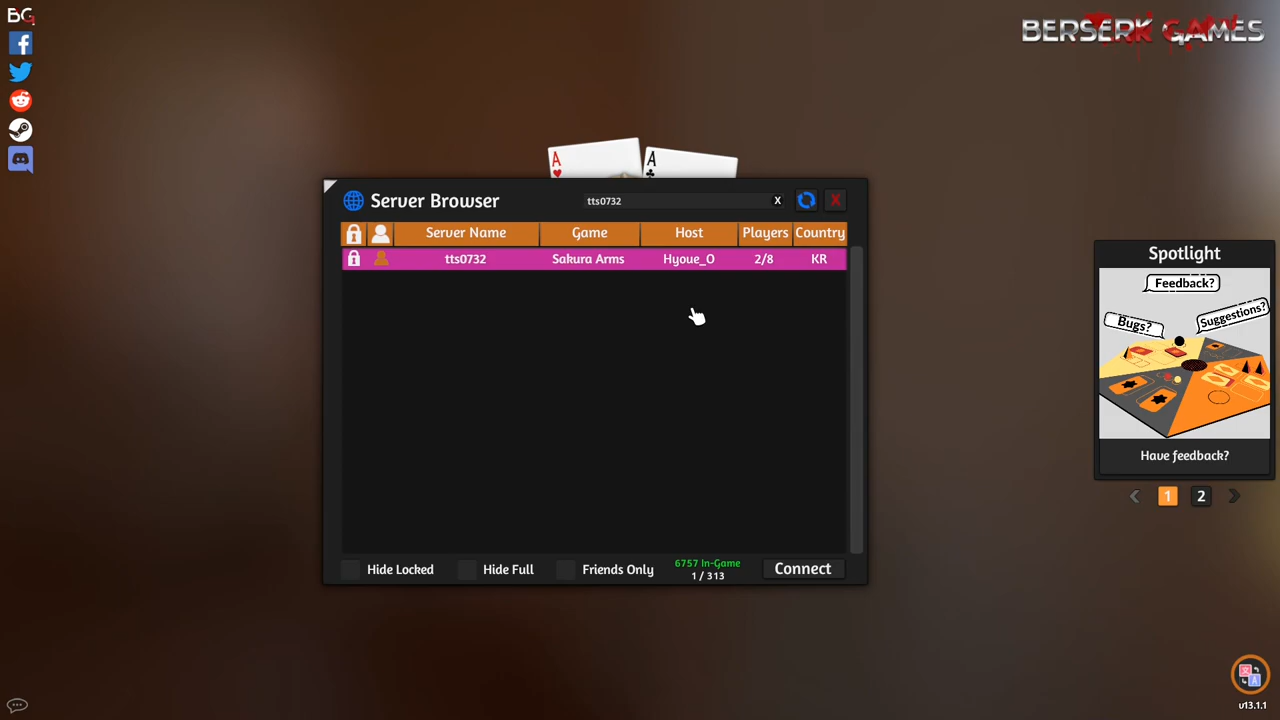 BG
BERSERK GAMES
A
A
Server Browser
tts0732
X
X
Server Name
Game
Host
Players
Country
tts0732
Sakura Arms
Hyoue_O
2/8
KR
Hide Locked
Hide Full
Friends Only
6757 In-Game
1 / 313
Connect
Spotlight
Feedback?
Bugs?
Suggestions?
Have feedback?
1
2
文
A
v13.1.1